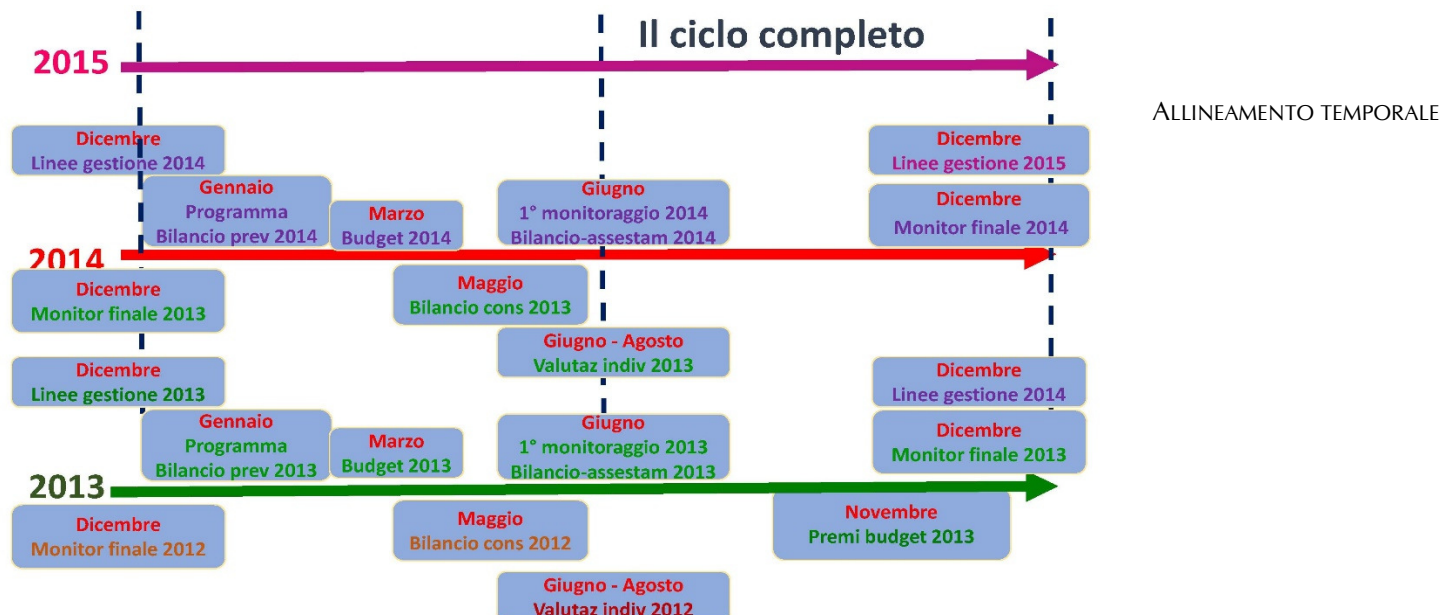 Il ciclo completo
2015
ALLINEAMENTO TEMPORALE
Dicembre
Linee gestione 2014
Dicembre
Linee gestione 2015
Gennaio
Programma
Bilancio prev 2014
Marzo
Budget 2014
Giugno
1° monitoraggio 2014
Bilancio-assestam 2014
Dicembre
Monitor finale 2014
2014
Dicembre
Monitor finale 2013
Maggio
Bilancio cons 2013
Giugno - Agosto
Valutaz indiv 2013
Dicembre
Linee gestione 2013
Dicembre
Linee gestione 2014
Gennaio
Programma
Bilancio prev 2013
Marzo
Budget 2013
Giugno
1° monitoraggio 2013
Bilancio-assestam 2013
Dicembre
Monitor finale 2013
2013
Dicembre
Monitor finale 2012
Maggio
Bilancio cons 2012
Novembre
Premi budget 2013
Giugno - Agosto
Valutaz indiv 2012